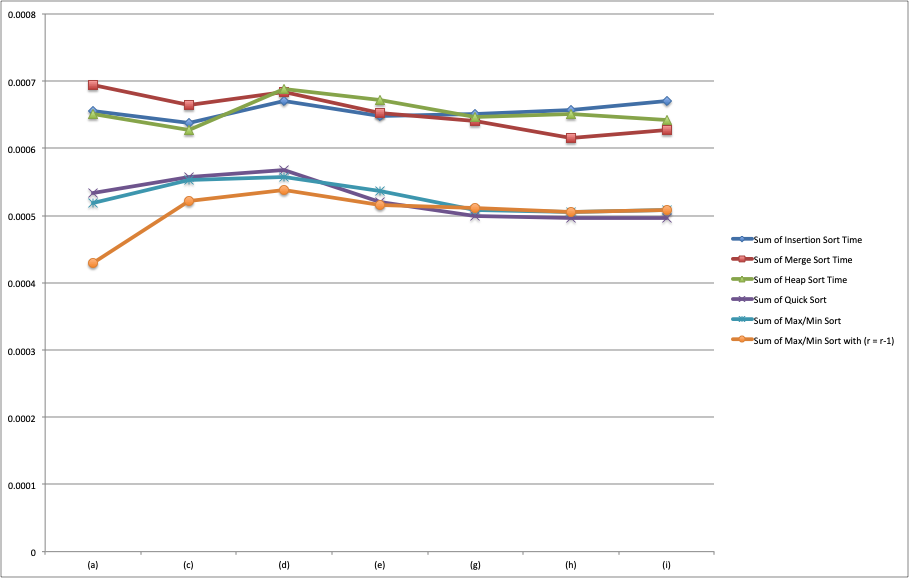 0.0008
0.0007
0.0006
0.0005
0.0004
0.0003
0.0002
0.0001
0
(a) (c) (d) (e) (g) (h) (i)
Sum of Insertion Sort Time
Sum of Merge Sort Time
Sum of Heap Sort Time
Sum of Quick Sort
Sum of Max/Min Sort
Sum of Max/Min Sort with (r = r-1)